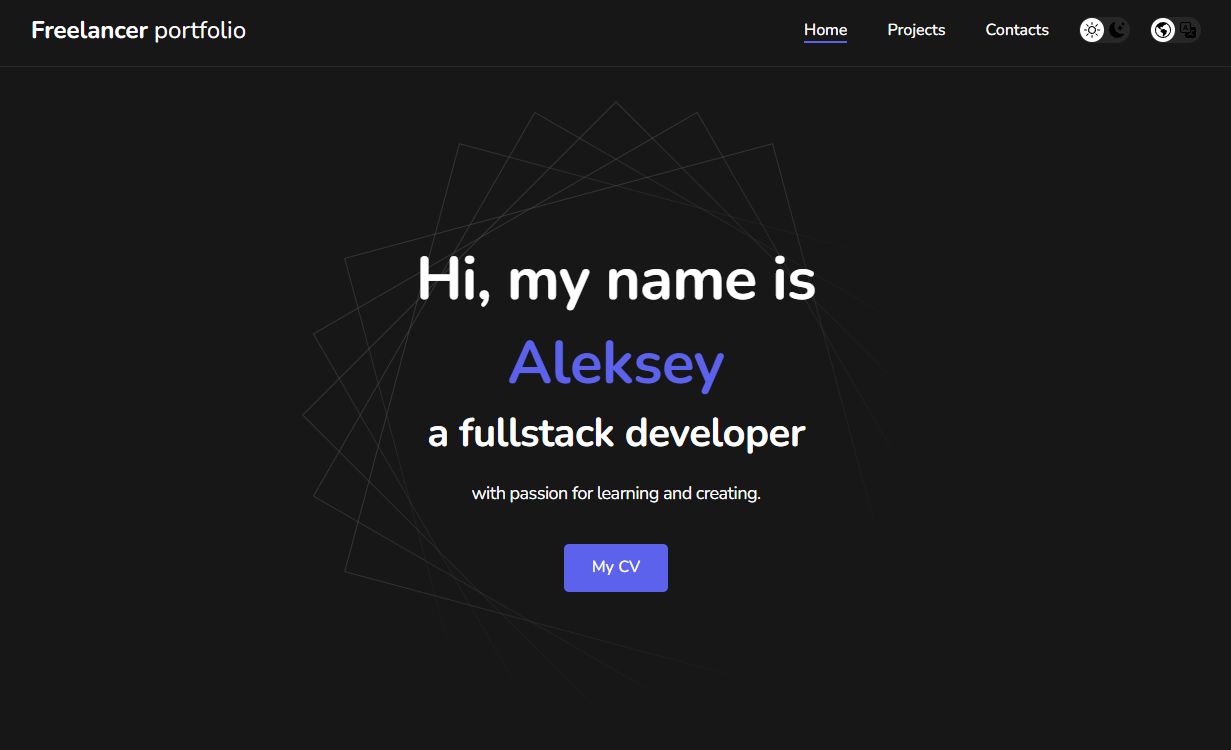 Freelancer portfolio
Home Projects Contacts
Hi, my name is
Aleksey
a fullstack developer
with passion for learning and creating.
My CV